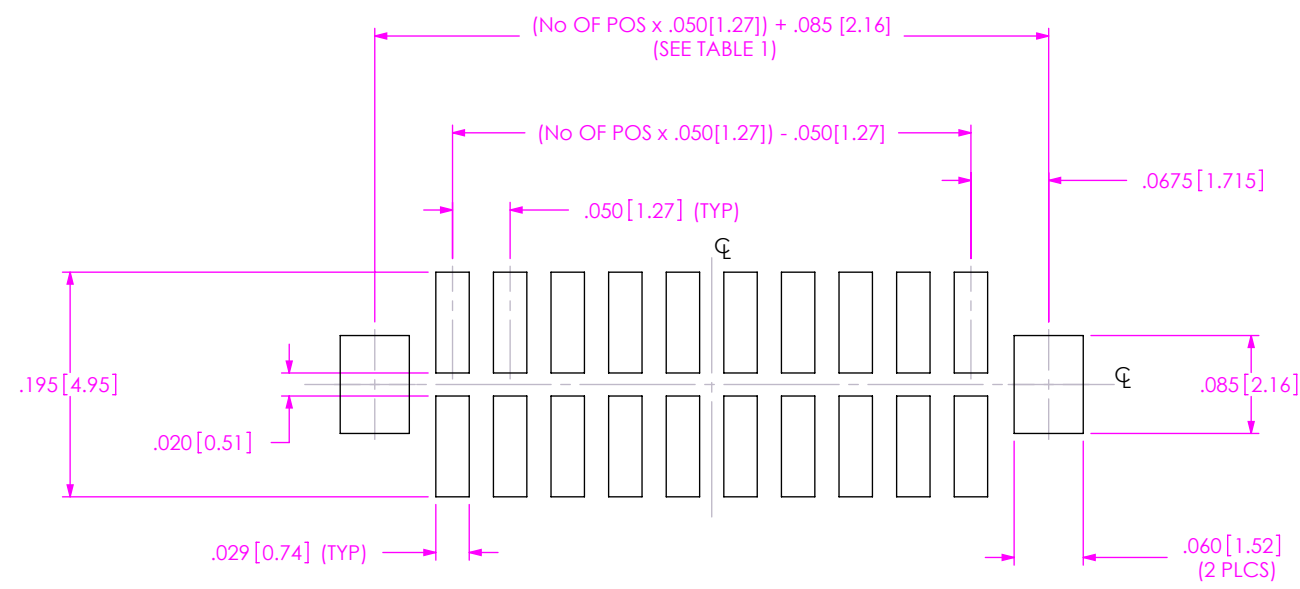 (No OF POS x .050[1.27]) + .085 [2.16]
(SEE TABLE 1)
(No OF POS x .050[1.27]) - .050[1.27]
.0675[1.715]
.050[1.27] (TYP)
℄
.195[4.95]
℄
.085[2.16]
.020[0.51]
.029[0.74] (TYP)
.060[1.52]
(2 PLCS)